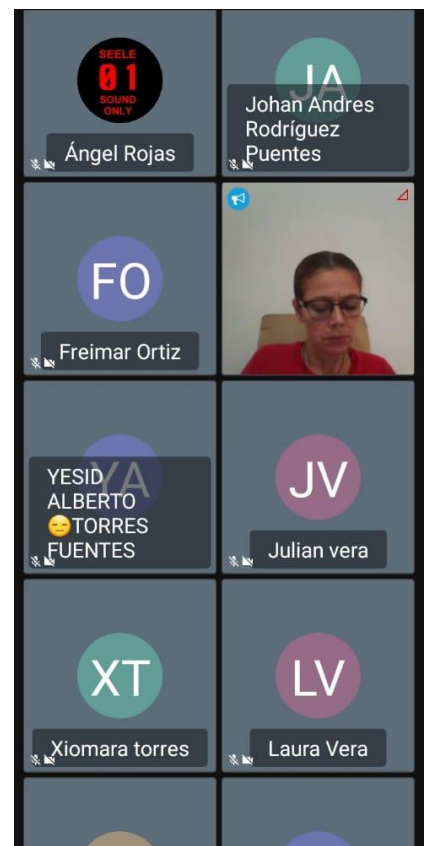 SEELE
01
SOUND
ONLY
Ángel Rojas
JA
Johan Andres
Rodríguez
Puentes
FO
Freimar Ortiz
YA
YESID
ALBERTO
😑TORRES
FUENTES
JV
Julian vera
XT
Xiomara torres
LV
Laura Vera